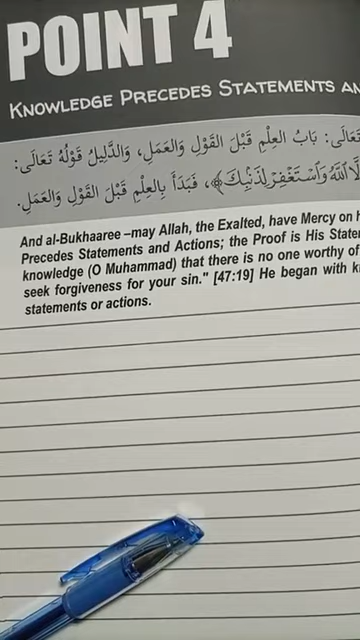 POINT 4
KNOWLEDGE PRECEDES STATEMENTS AN
تَعَالَى: بَابُ العِلْمِ قَبْلَ القَوْلِ وَالعَمَلِ، وَالدَّلِيلُ قَوْلُهُ تَعَالَى:
ٱللَّهُ وَٱسْتَغْفِرْ لِذَنۢبِكَ﴾، فَبَدَأَ بِالعِلْمِ قَبْلَ القَوْلِ وَالعَمَلِ.
And al-Bukhaaree –may Allah, the Exalted, have Mercy on h
Precedes Statements and Actions; the Proof is His State
knowledge (O Muhammad) that there is no one worthy of
seek forgiveness for your sin." [47:19] He began with k
statements or actions.